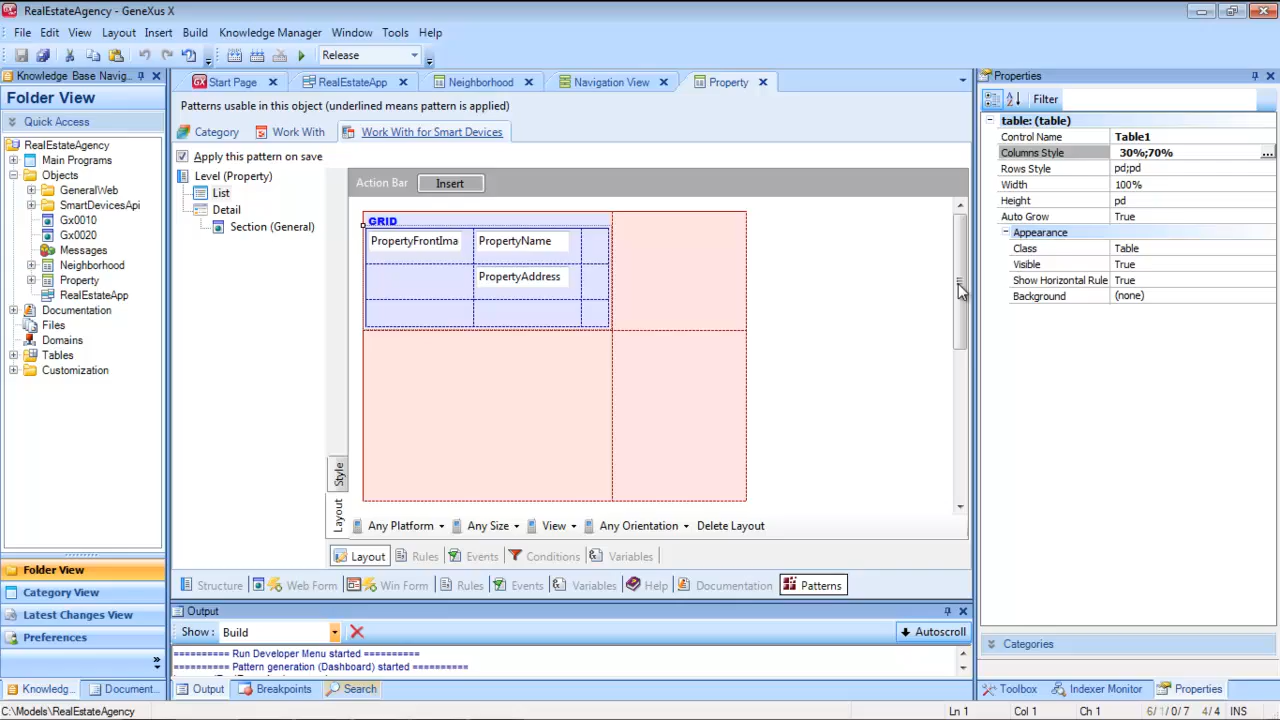 RealEstateAgency - GeneXus X
File Edit View Layout Insert Build Knowledge Manager Window Tools Help
Release
Knowledge Base Navig...
Start Page
RealEstateApp
Neighborhood
Navigation View
Property
Properties
Folder View
Patterns usable in this object (underlined means pattern is applied)
Filter
Quick Access
table: (table)
Category
Work With
Work With for Smart Devices
Control Name Table1
RealEstateAgency
Columns Style 30%;70% ...
Main Programs
Apply this pattern on save
Rows Style pd;pd
Objects
Level (Property)
Action Bar
Insert
Width 100%
GeneralWeb
List
Height pd
SmartDevicesApi
Detail
Auto Grow True
Gx0010
GRID
Section (General)
Appearance
Gx0020
PropertyFrontIma
PropertyName
Class Table
Messages
Visible True
Neighborhood
PropertyAddress
Show Horizontal Rule True
Property
Background (none)
RealEstateApp
Documentation
Files
Domains
Tables
Customization
Style
Layout
Any Platform
Any Size
View
Any Orientation
Delete Layout
Layout
Rules
Events
Conditions
Variables
Folder View
Structure
Web Form
Win Form
Rules
Events
Variables
Help
Documentation
Patterns
Category View
Latest Changes View
Output
Preferences
Show : Build
Autoscroll
Categories
========== Run Developer Menu started ==========
========== Pattern generation (Dashboard) started ==========
Knowledg...
Document...
Output
Breakpoints
Search
Toolbox
Indexer Monitor
Properties
C:\Models\RealEstateAgency
Ln 1
Col 1
Ch 1
6/ 1/ 0/ 7
4/ 4
INS